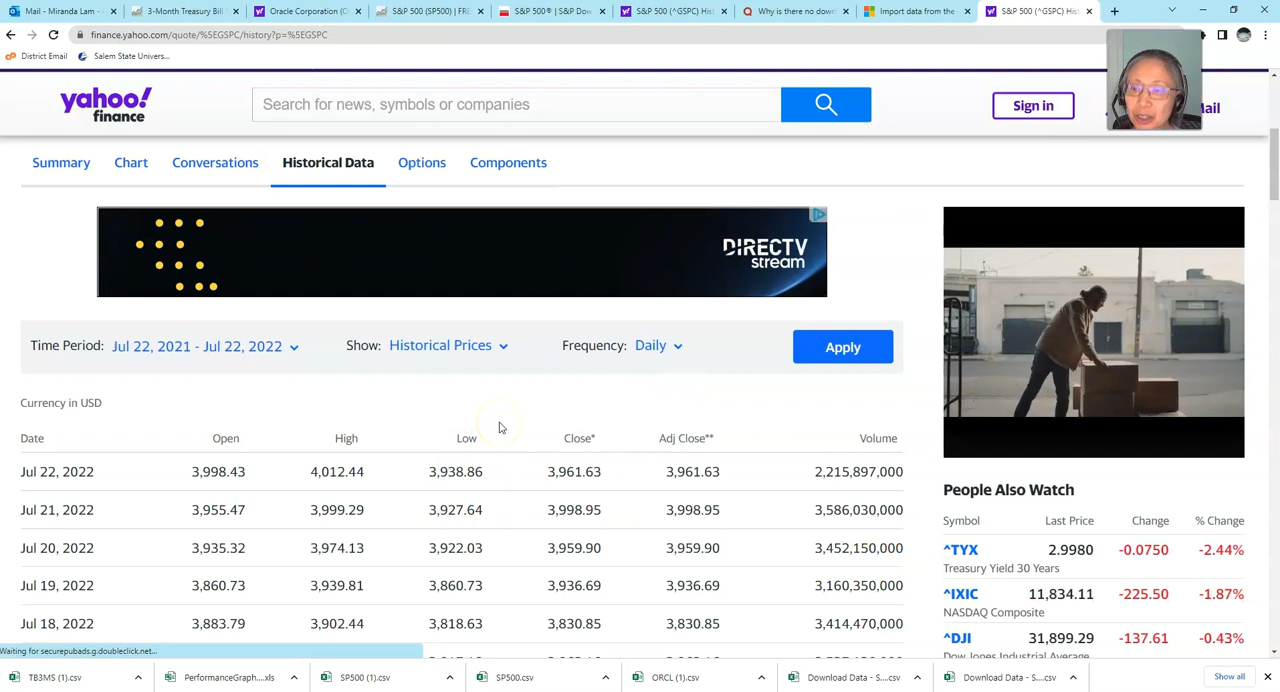 Mail - Miranda Lam -
3-Month Treasury Bill
Oracle Corporation (O
S&P 500 (SP500) | FRE
S&P 500® | S&P Dow
S&P 500 (^GSPC) His
Why is there no down
Import data from the
S&P 500 (^GSPC) His
finance.yahoo.com/quote/%5EGSPC/history?p=%5EGSPC
District Email
Salem State Univers...
yahoo!
finance
Search for news, symbols or companies
Sign in
Mail
Summary
Chart
Conversations
Historical Data
Options
Components
DIRECTV
stream
Time Period: Jul 22, 2021 - Jul 22, 2022
Show: Historical Prices
Frequency: Daily
Apply
Currency in USD
Date Open High Low Close* Adj Close** Volume
Jul 22, 2022 3,998.43 4,012.44 3,938.86 3,961.63 3,961.63 2,215,897,000
Jul 21, 2022 3,955.47 3,999.29 3,927.64 3,998.95 3,998.95 3,586,030,000
Jul 20, 2022 3,935.32 3,974.13 3,922.03 3,959.90 3,959.90 3,452,150,000
Jul 19, 2022 3,860.73 3,939.81 3,860.73 3,936.69 3,936.69 3,160,350,000
Jul 18, 2022 3,883.79 3,902.44 3,818.63 3,830.85 3,830.85 3,414,470,000
People Also Watch
Symbol Last Price Change % Change
^TYX 2.9980 -0.0750 -2.44%
Treasury Yield 30 Years
^IXIC 11,834.11 -225.50 -1.87%
NASDAQ Composite
^DJI 31,899.29 -137.61 -0.43%
Dow Jones Industrial Average
Waiting for securepubads.g.doubleclick.net...
TB3MS (1).csv
PerformanceGraph....xls
SP500 (1).csv
SP500.csv
ORCL (1).csv
Download Data - S....csv
Download Data - S....csv
Show all